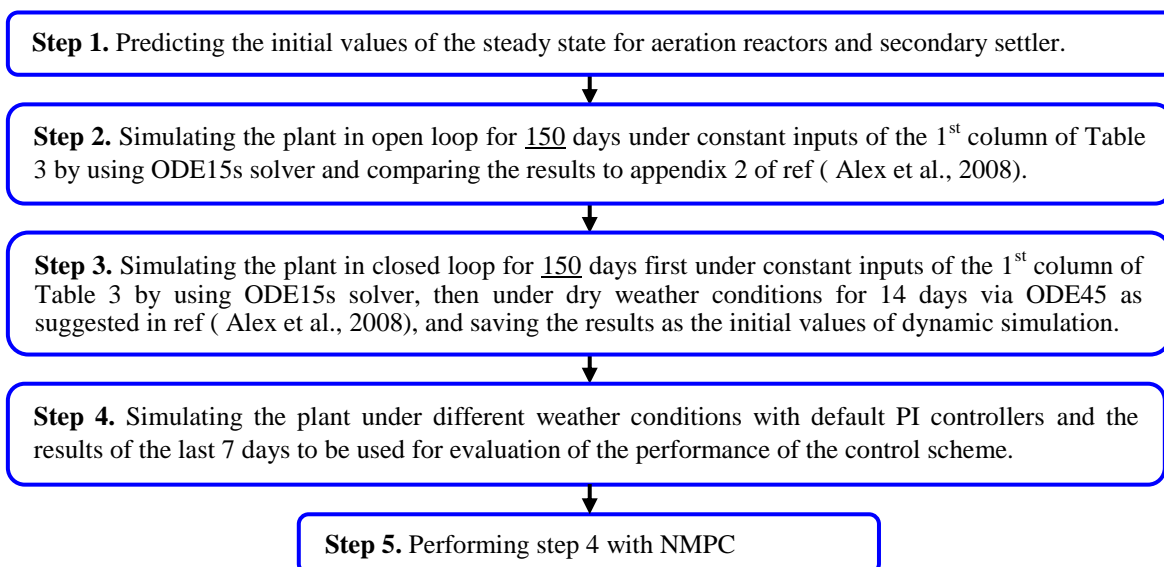 Step 1. Predicting the initial values of the steady state for aeration reactors and secondary settler.
Step 2. Simulating the plant in open loop for 150 days under constant inputs of the 1st column of Table
3 by using ODE15s solver and comparing the results to appendix 2 of ref ( Alex et al., 2008).
Step 3. Simulating the plant in closed loop for 150 days first under constant inputs of the 1st column of
Table 3 by using ODE15s solver, then under dry weather conditions for 14 days via ODE45 as
suggested in ref ( Alex et al., 2008), and saving the results as the initial values of dynamic simulation.
Step 4. Simulating the plant under different weather conditions with default PI controllers and the
results of the last 7 days to be used for evaluation of the performance of the control scheme.
Step 5. Performing step 4 with NMPC